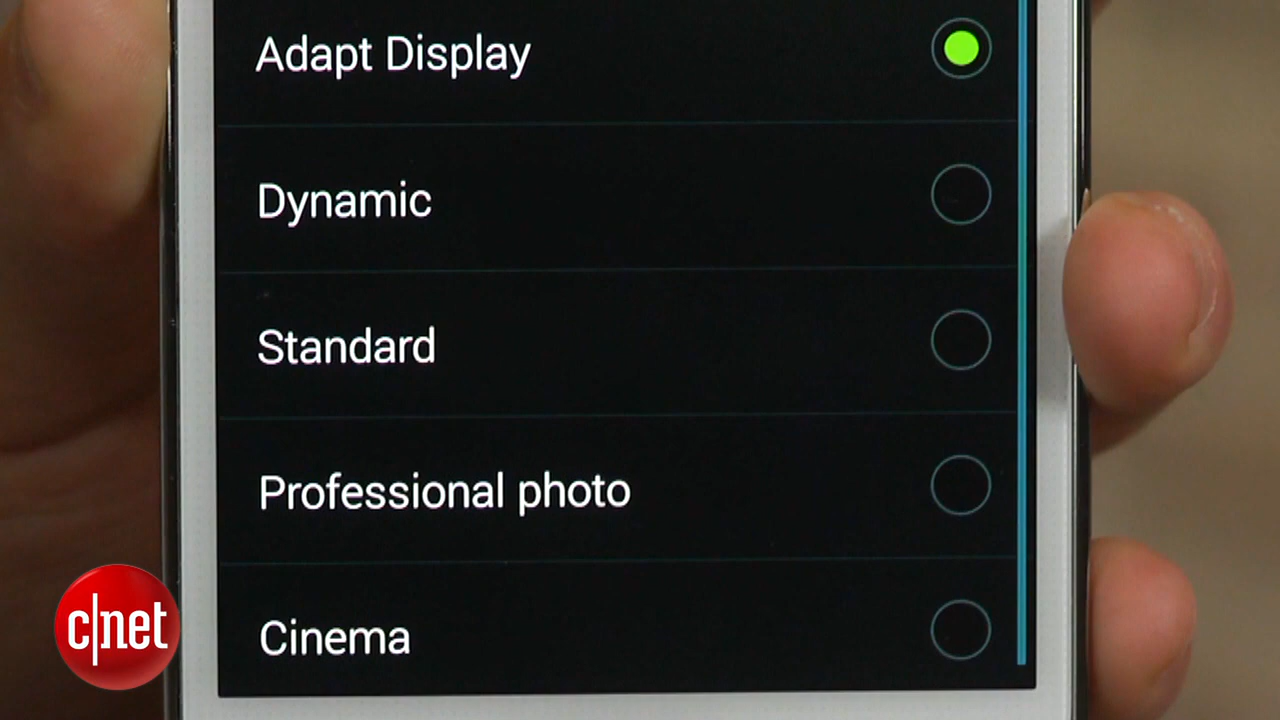 Adapt Display
Dynamic
Standard
Professional photo
Cinema
c|net